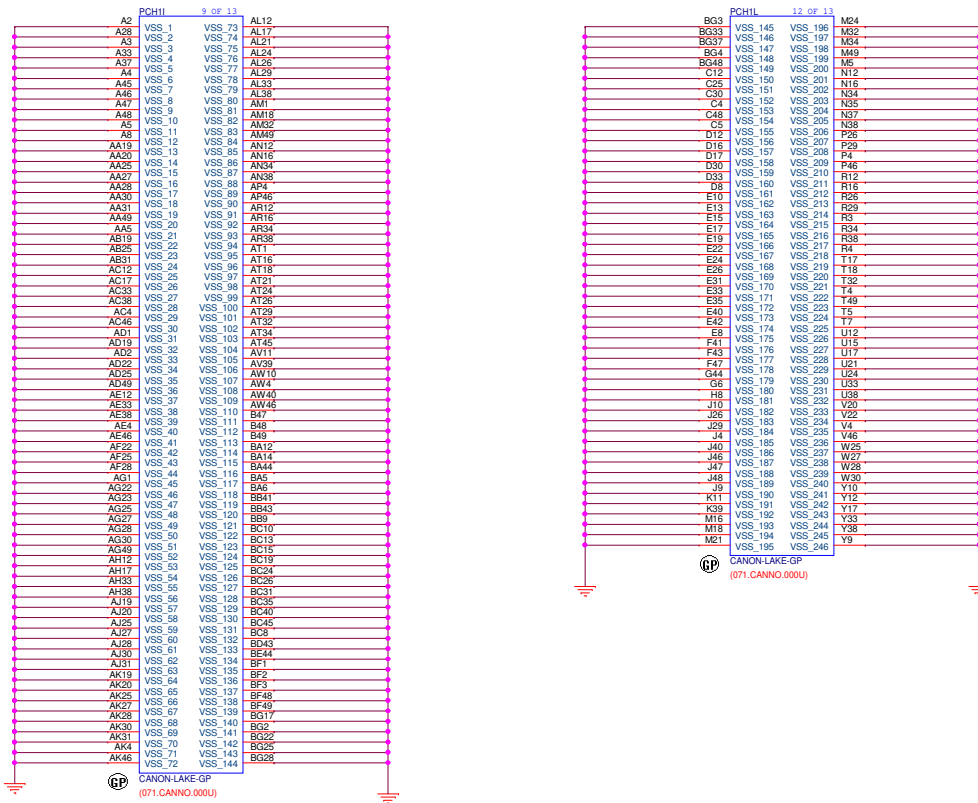 PCH1I 9 OF 13
A2 VSS_1 VSS_73 AL12
A28 VSS_2 VSS_74 AL17
A3 VSS_3 VSS_75 AL21
A33 VSS_4 VSS_76 AL24
A37 VSS_5 VSS_77 AL26
A4 VSS_6 VSS_78 AL29
A45 VSS_7 VSS_79 AL33
A46 VSS_8 VSS_80 AL38
A47 VSS_9 VSS_81 AM1
A48 VSS_10 VSS_82 AM18
A5 VSS_11 VSS_83 AM32
A8 VSS_12 VSS_84 AM49
AA19 VSS_13 VSS_85 AN12
AA20 VSS_14 VSS_86 AN16
AA25 VSS_15 VSS_87 AN34
AA27 VSS_16 VSS_88 AN38
AA28 VSS_17 VSS_89 AP4
AA30 VSS_18 VSS_90 AP46
AA31 VSS_19 VSS_91 AR12
AA49 VSS_20 VSS_92 AR16
AA5 VSS_21 VSS_93 AR34
AB19 VSS_22 VSS_94 AR38
AB25 VSS_23 VSS_95 AT1
AB31 VSS_24 VSS_96 AT16
AC12 VSS_25 VSS_97 AT18
AC17 VSS_26 VSS_98 AT21
AC33 VSS_27 VSS_99 AT24
AC38 VSS_28 VSS_100 AT26
AC4 VSS_29 VSS_101 AT29
AC46 VSS_30 VSS_102 AT32
AD1 VSS_31 VSS_103 AT34
AD19 VSS_32 VSS_104 AT45
AD2 VSS_33 VSS_105 AV11
AD22 VSS_34 VSS_106 AV39
AD25 VSS_35 VSS_107 AW10
AD49 VSS_36 VSS_108 AW4
AE12 VSS_37 VSS_109 AW40
AE33 VSS_38 VSS_110 AW46
AE38 VSS_39 VSS_111 B47
AE4 VSS_40 VSS_112 B48
AE46 VSS_41 VSS_113 B49
AF22 VSS_42 VSS_114 BA12
AF25 VSS_43 VSS_115 BA14
AF28 VSS_44 VSS_116 BA44
AG1 VSS_45 VSS_117 BA5
AG22 VSS_46 VSS_118 BA6
AG23 VSS_47 VSS_119 BB41
AG25 VSS_48 VSS_120 BB43
AG27 VSS_49 VSS_121 BB9
AG28 VSS_50 VSS_122 BC10
AG30 VSS_51 VSS_123 BC13
AG49 VSS_52 VSS_124 BC15
AH12 VSS_53 VSS_125 BC19
AH17 VSS_54 VSS_126 BC24
AH33 VSS_55 VSS_127 BC26
AH38 VSS_56 VSS_128 BC31
AJ19 VSS_57 VSS_129 BC35
AJ20 VSS_58 VSS_130 BC40
AJ25 VSS_59 VSS_131 BC45
AJ27 VSS_60 VSS_132 BC8
AJ28 VSS_61 VSS_133 BD43
AJ30 VSS_62 VSS_134 BE44
AJ31 VSS_63 VSS_135 BF1
AK19 VSS_64 VSS_136 BF2
AK20 VSS_65 VSS_137 BF3
AK25 VSS_66 VSS_138 BF48
AK27 VSS_67 VSS_139 BF49
AK28 VSS_68 VSS_140 BG17
AK30 VSS_69 VSS_141 BG2
AK31 VSS_70 VSS_142 BG22
AK4 VSS_71 VSS_143 BG25
AK46 VSS_72 VSS_144 BG28
GP CANON-LAKE-GP
(071.CANNO.000U)
PCH1L 12 OF 13
BG3 VSS_145 VSS_196 M24
BG33 VSS_146 VSS_197 M32
BG37 VSS_147 VSS_198 M34
BG4 VSS_148 VSS_199 M49
BG48 VSS_149 VSS_200 M5
C12 VSS_150 VSS_201 N12
C25 VSS_151 VSS_202 N16
C30 VSS_152 VSS_203 N34
C4 VSS_153 VSS_204 N35
C48 VSS_154 VSS_205 N37
C5 VSS_155 VSS_206 N38
D12 VSS_156 VSS_207 P26
D16 VSS_157 VSS_208 P29
D17 VSS_158 VSS_209 P4
D30 VSS_159 VSS_210 P46
D33 VSS_160 VSS_211 R12
D8 VSS_161 VSS_212 R16
E10 VSS_162 VSS_213 R26
E13 VSS_163 VSS_214 R29
E15 VSS_164 VSS_215 R3
E17 VSS_165 VSS_216 R34
E19 VSS_166 VSS_217 R38
E22 VSS_167 VSS_218 R4
E24 VSS_168 VSS_219 T17
E26 VSS_169 VSS_220 T18
E31 VSS_170 VSS_221 T32
E33 VSS_171 VSS_222 T4
E35 VSS_172 VSS_223 T49
E40 VSS_173 VSS_224 T5
E42 VSS_174 VSS_225 T7
E8 VSS_175 VSS_226 U12
F41 VSS_176 VSS_227 U15
F43 VSS_177 VSS_228 U17
F47 VSS_178 VSS_229 U21
G44 VSS_179 VSS_230 U24
G6 VSS_180 VSS_231 U33
H8 VSS_181 VSS_232 U38
J10 VSS_182 VSS_233 V20
J26 VSS_183 VSS_234 V22
J29 VSS_184 VSS_235 V4
J4 VSS_185 VSS_236 V46
J40 VSS_186 VSS_237 W25
J46 VSS_187 VSS_238 W27
J47 VSS_188 VSS_239 W28
J48 VSS_189 VSS_240 W30
J9 VSS_190 VSS_241 Y10
K11 VSS_191 VSS_242 Y12
K39 VSS_192 VSS_243 Y17
M16 VSS_193 VSS_244 Y33
M18 VSS_194 VSS_245 Y38
M21 VSS_195 VSS_246 Y9
GP CANON-LAKE-GP
(071.CANNO.000U)